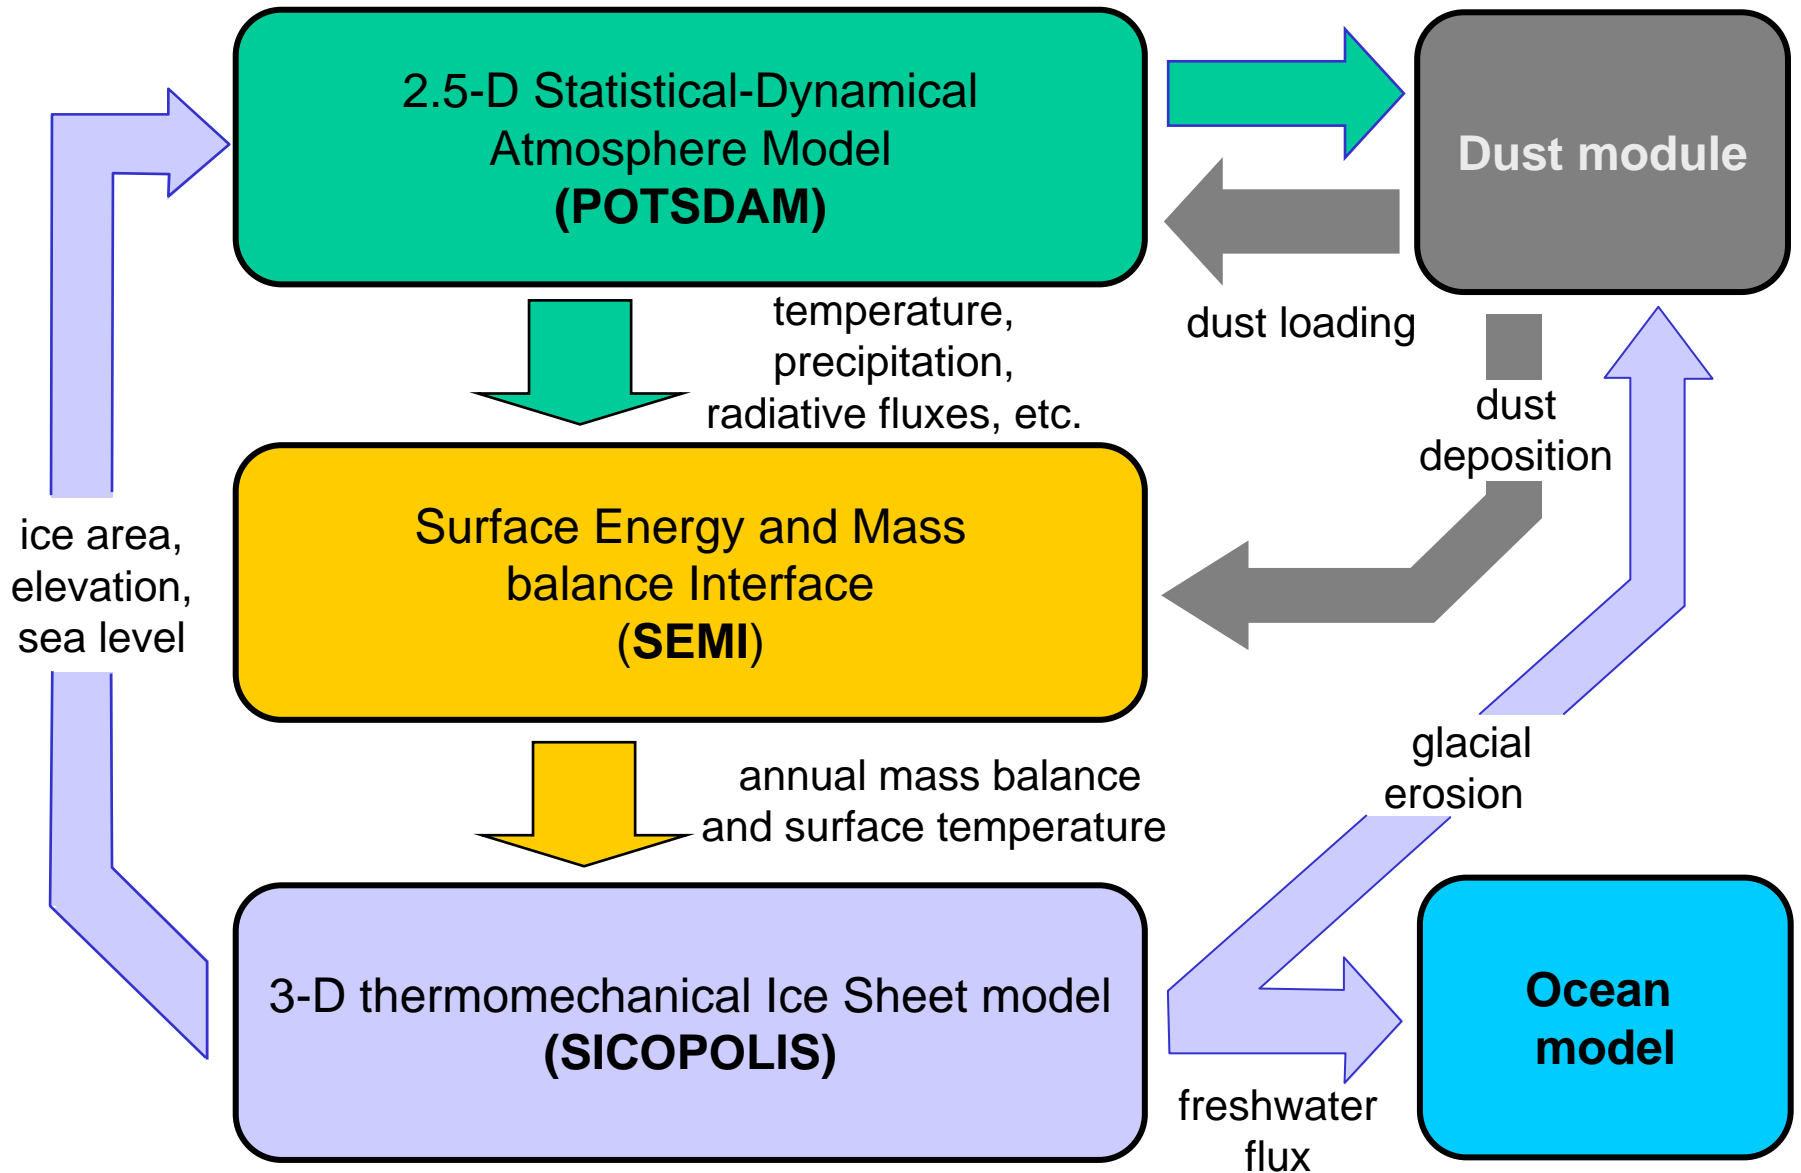 2.5-D Statistical-Dynamical
Atmosphere Model
(POTSDAM)
Dust module
temperature,
precipitation,
radiative fluxes, etc.
dust loading
dust
deposition
Surface Energy and Mass
balance Interface
(SEMI)
ice area,
elevation,
sea level
annual mass balance
and surface temperature
glacial
erosion
3-D thermomechanical Ice Sheet model
(SICOPOLIS)
Ocean
model
freshwater
flux